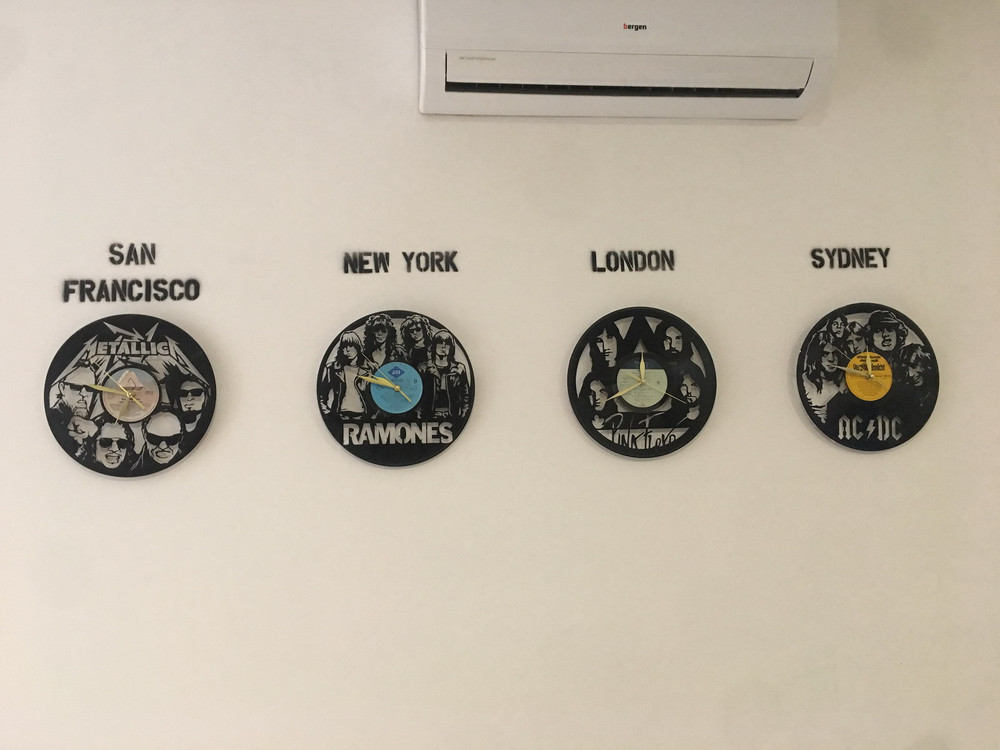 bergen
SAN
FRANCISCO
NEW YORK
LONDON
SYDNEY
METALLICA
RAMONES
PINK FLOYD
AC DC